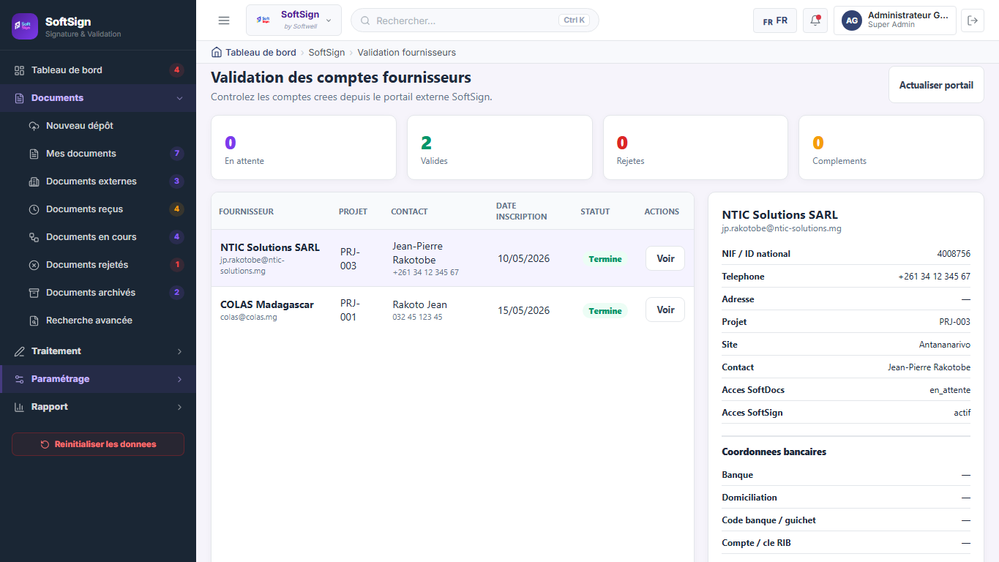 SoftSign
Signature & Validation
Tableau de bord 4
Documents
Nouveau dépôt
Mes documents 7
Documents externes 3
Documents reçus 4
Documents en cours 4
Documents rejetés 1
Documents archivés 2
Recherche avancée
Traitement
Paramétrage
Rapport
Reinitialiser les donnees
SoftSign
by Softwell
Rechercher... Ctrl K
FR FR
AG
Administrateur G...
Super Admin
Tableau de bord › SoftSign › Validation fournisseurs
Validation des comptes fournisseurs
Controlez les comptes crees depuis le portail externe SoftSign.
Actualiser portail
0
En attente
2
Valides
0
Rejetes
0
Complements
FOURNISSEUR PROJET CONTACT DATE INSCRIPTION STATUT ACTIONS
NTIC Solutions SARL
jp.rakotobe@ntic-
solutions.mg
PRJ-
003
Jean-Pierre
Rakotobe
+261 34 12 345 67
10/05/2026
Termine
Voir
COLAS Madagascar
colas@colas.mg
PRJ-
001
Rakoto Jean
032 45 123 45
15/05/2026
Termine
Voir
NTIC Solutions SARL
jp.rakotobe@ntic-solutions.mg
NIF / ID national 4008756
Telephone +261 34 12 345 67
Adresse —
Projet PRJ-003
Site Antananarivo
Contact Jean-Pierre Rakotobe
Acces SoftDocs en_attente
Acces SoftSign actif
Coordonnees bancaires
Banque —
Domiciliation —
Code banque / guichet —
Compte / cle RIB —